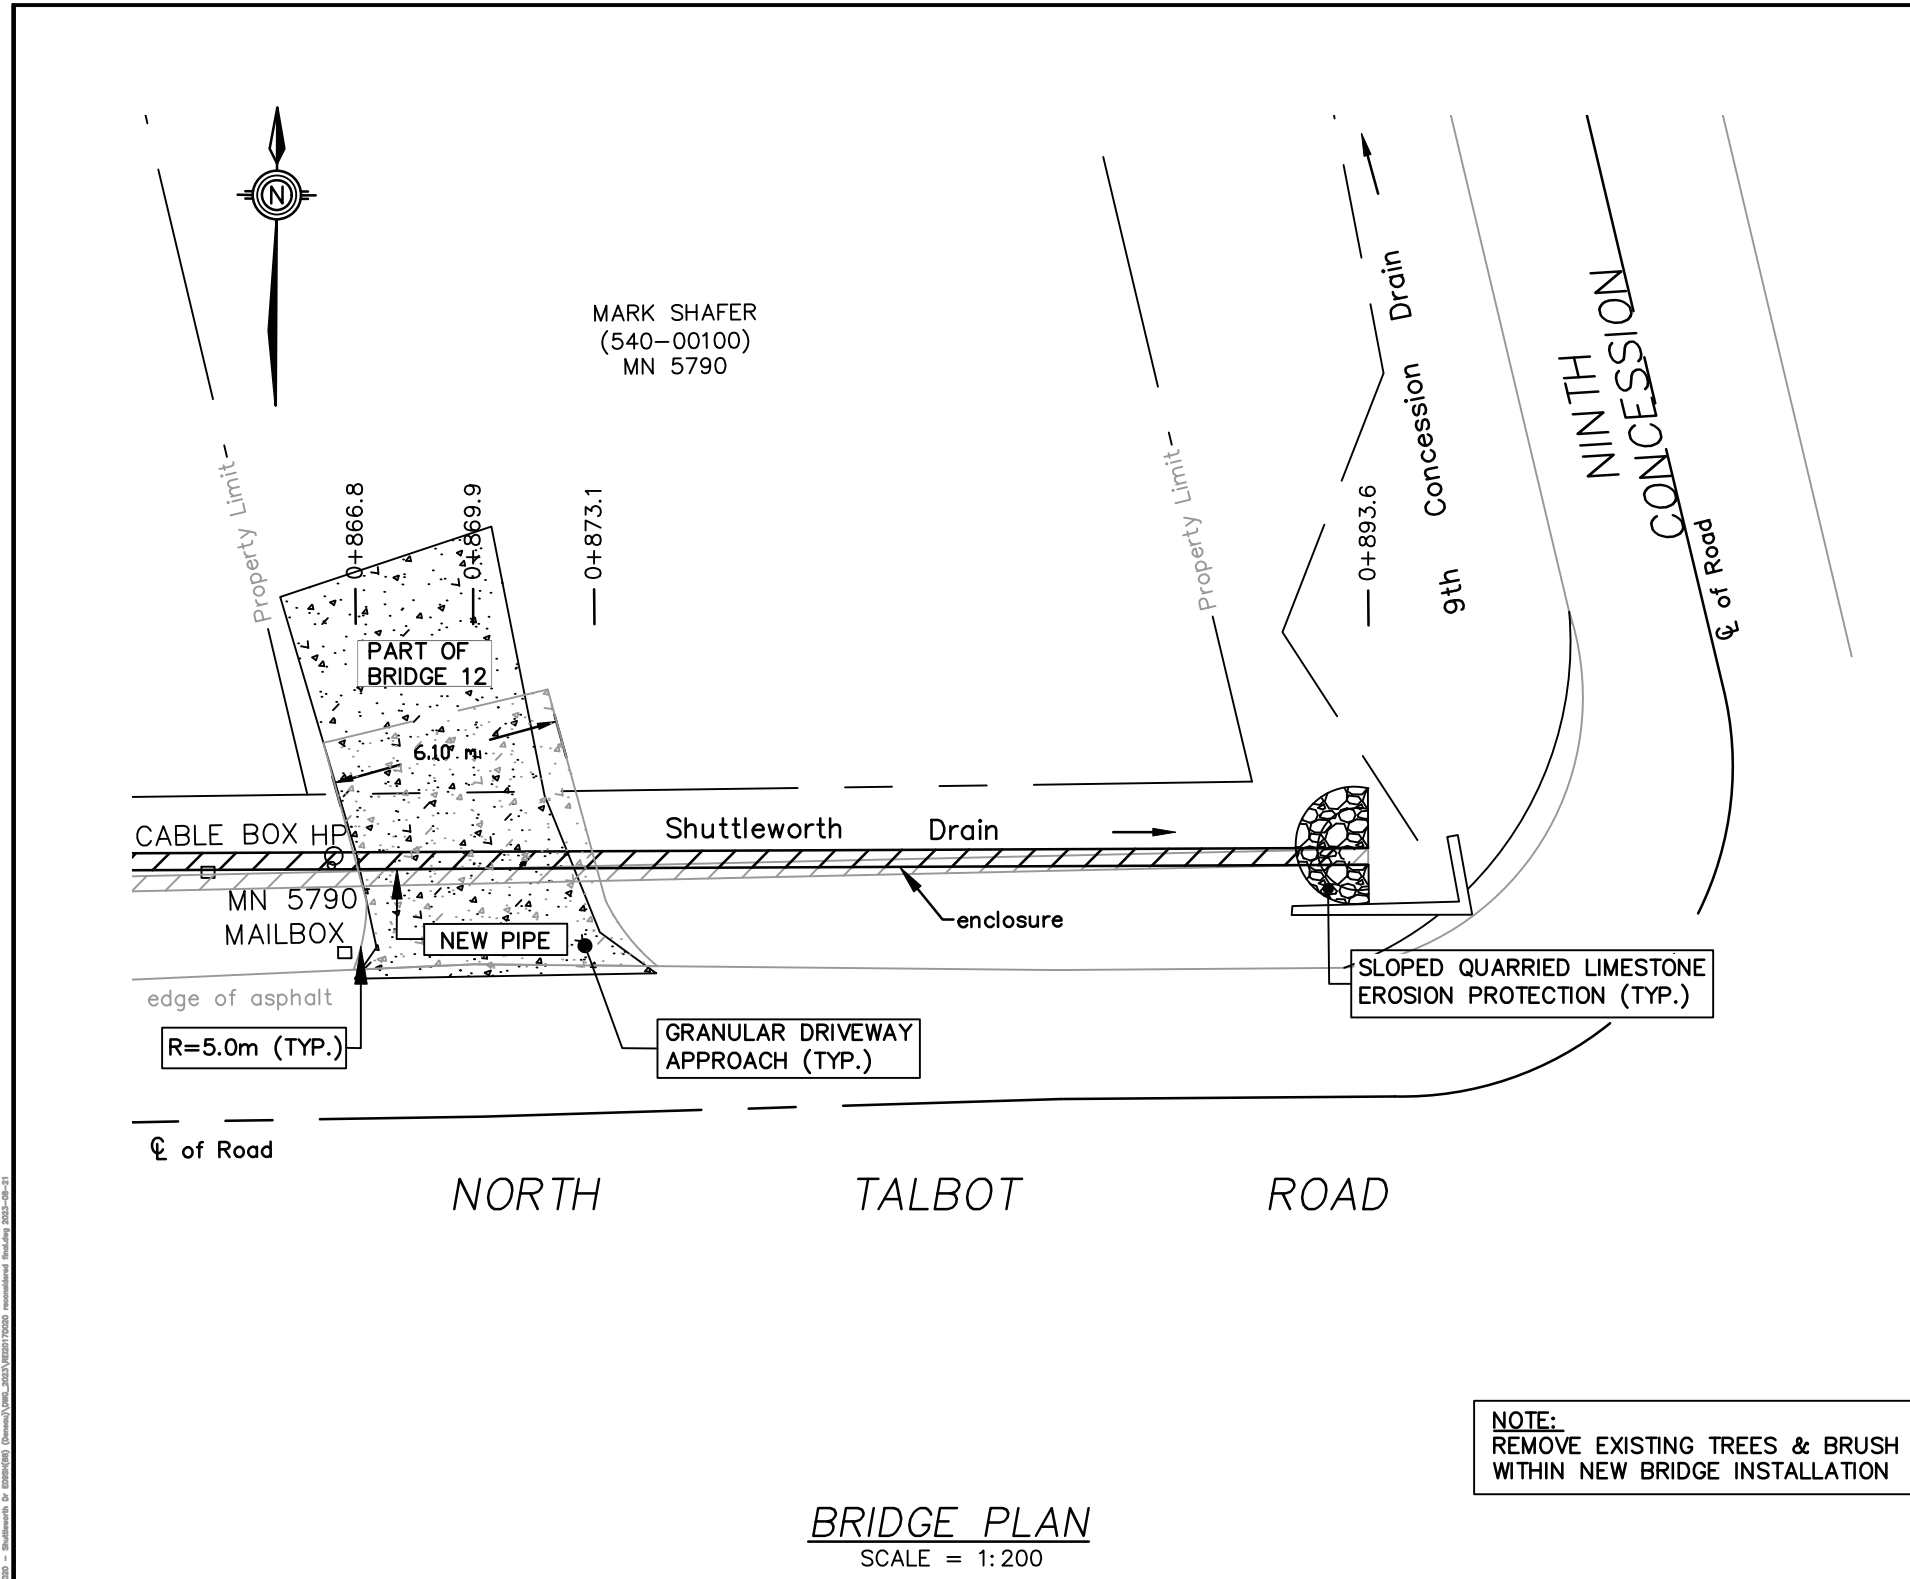 N
MARK SHAFER
(540-00100)
MN 5790
Property Limit
Property Limit
0+866.8
0+869.9
0+873.1
0+893.6
9th Concession Drain
NINTH
CONCESSION
℄ of Road
PART OF
BRIDGE 12
6.10 m
CABLE BOX HP
Shuttleworth Drain
MN 5790
MAILBOX
NEW PIPE
enclosure
edge of asphalt
R=5.0m (TYP.)
GRANULAR DRIVEWAY
APPROACH (TYP.)
SLOPED QUARRIED LIMESTONE
EROSION PROTECTION (TYP.)
℄ of Road
NORTH TALBOT ROAD
NOTE:
REMOVE EXISTING TREES & BRUSH
WITHIN NEW BRIDGE INSTALLATION
BRIDGE PLAN
SCALE = 1:200